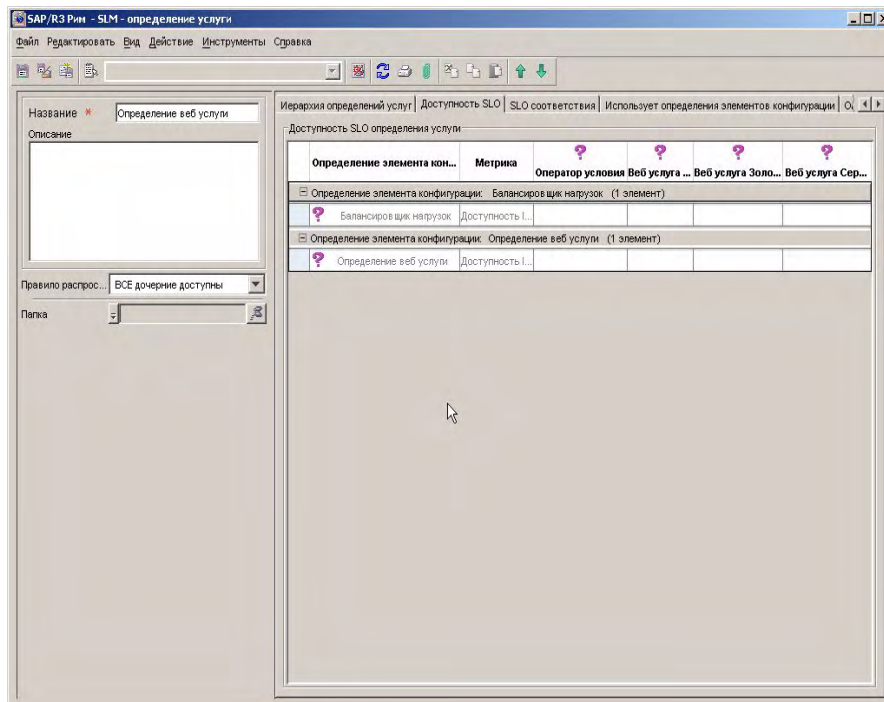 SAP/R3 Рим - SLM - определение услуги
Файл Редактировать Вид Действие Инструменты Справка
Название *
Определение веб услуги
Описание
Правило распрос...
ВСЕ дочерние доступны
Папка
Иерархия определений услуг Доступность SLO SLO соответствия Использует определения элементов конфигурации
Доступность SLO определения услуги
Определение элемента кон... Метрика Оператор условия Веб услуга ... Веб услуга Золо... Веб услуга Сер...
Определение элемента конфигурации: Балансировщик нагрузок (1 элемент)
Балансировщик нагрузок Доступность I...
Определение элемента конфигурации: Определение веб услуги (1 элемент)
Определение веб услуги Доступность I...